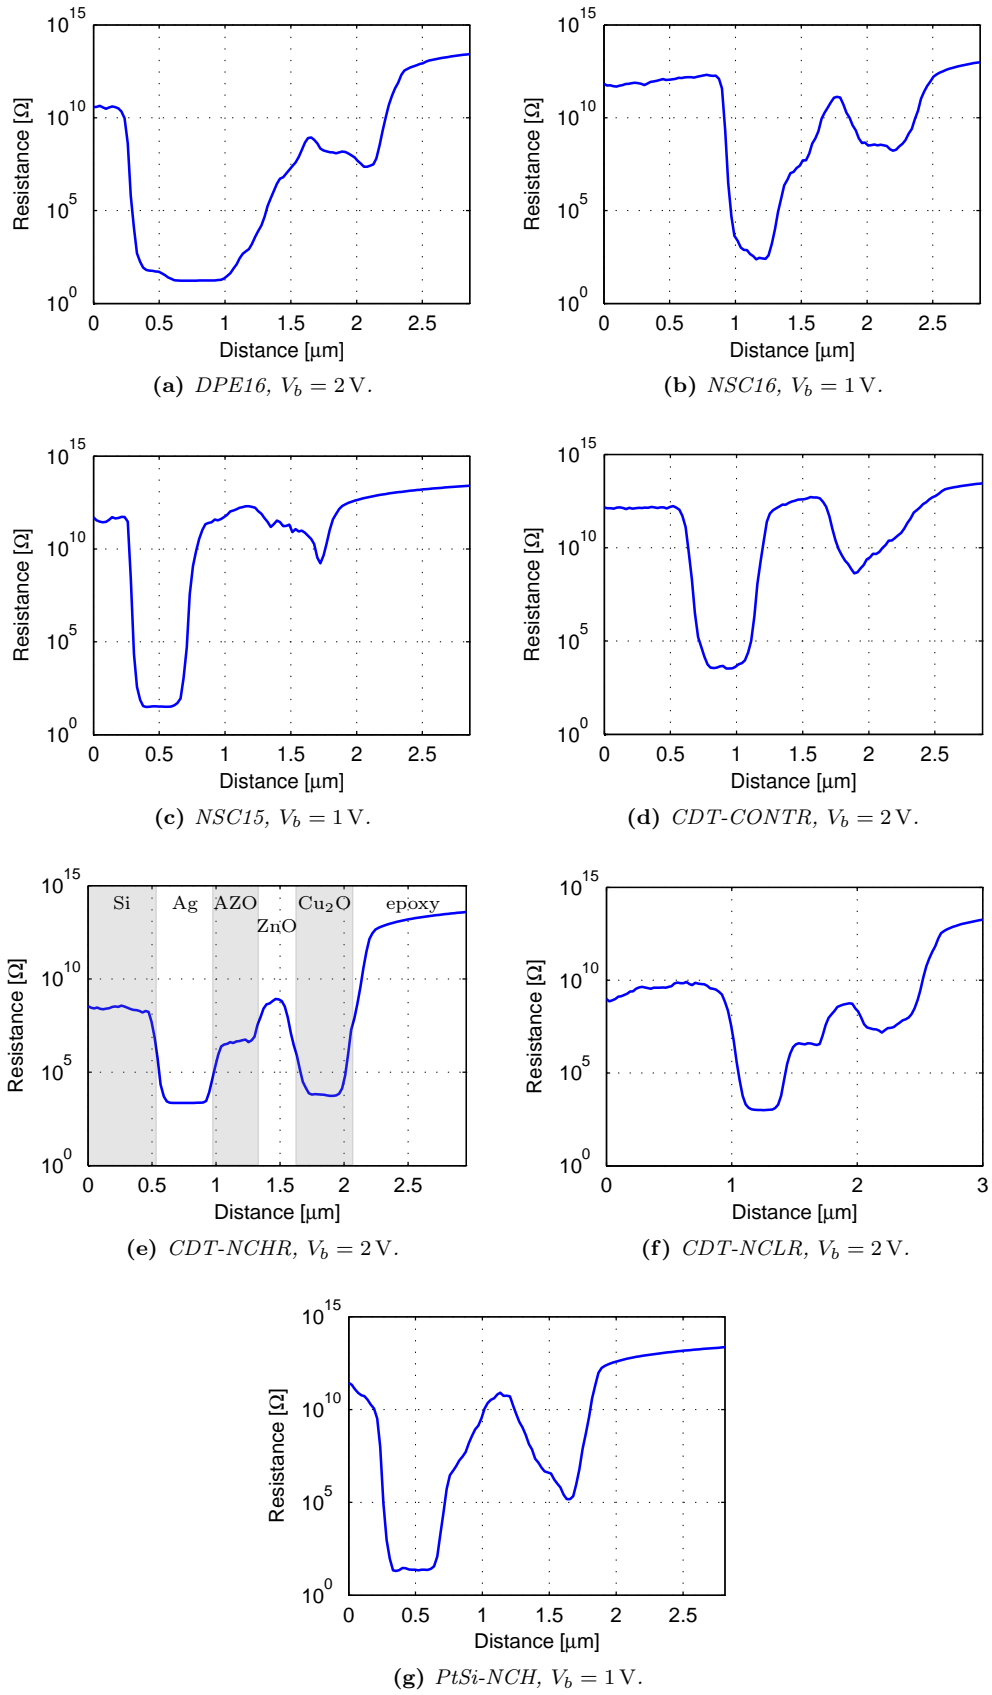 10^15
10^10
10^5
10^0
Resistance [Ω]
0 0.5 1 1.5 2 2.5
Distance [μm]
(a) DPE16, V_b = 2 V.
10^15
10^10
10^5
10^0
Resistance [Ω]
0 0.5 1 1.5 2 2.5
Distance [μm]
(b) NSC16, V_b = 1 V.
10^15
10^10
10^5
10^0
Resistance [Ω]
0 0.5 1 1.5 2 2.5
Distance [μm]
(c) NSC15, V_b = 1 V.
10^15
10^10
10^5
10^0
Resistance [Ω]
0 0.5 1 1.5 2 2.5
Distance [μm]
(d) CDT-CONTR, V_b = 2 V.
10^15
10^10
10^5
10^0
Resistance [Ω]
Si Ag AZO Cu₂O epoxy
ZnO
0 0.5 1 1.5 2 2.5
Distance [μm]
(e) CDT-NCHR, V_b = 2 V.
10^15
10^10
10^5
10^0
Resistance [Ω]
0 1 2 3
Distance [μm]
(f) CDT-NCLR, V_b = 2 V.
10^15
10^10
10^5
10^0
Resistance [Ω]
0 0.5 1 1.5 2 2.5
Distance [μm]
(g) PtSi-NCH, V_b = 1 V.